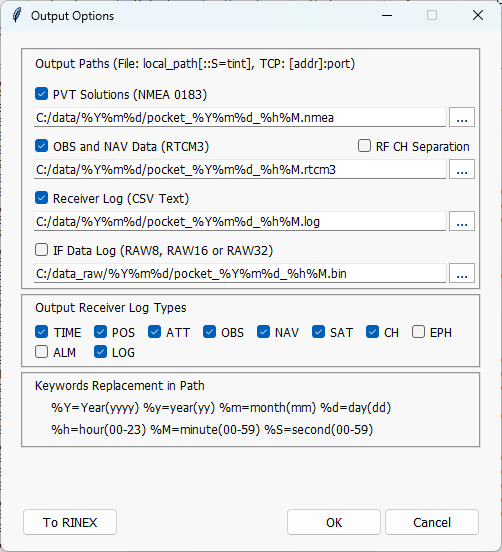 Output Options
Output Paths (File: local_path[::S=tint], TCP: [addr]:port)
PVT Solutions (NMEA 0183)
C:/data/%Y%m%d/pocket_%Y%m%d_%h%M.nmea ...
OBS and NAV Data (RTCM3) RF CH Separation
C:/data/%Y%m%d/pocket_%Y%m%d_%h%M.rtcm3 ...
Receiver Log (CSV Text)
C:/data/%Y%m%d/pocket_%Y%m%d_%h%M.log ...
IF Data Log (RAW8, RAW16 or RAW32)
C:/data_raw/%Y%m%d/pocket_%Y%m%d_%h%M.bin ...
Output Receiver Log Types
TIME POS ATT OBS NAV SAT CH EPH
ALM LOG
Keywords Replacement in Path
%Y=Year(yyyy) %y=year(yy) %m=month(mm) %d=day(dd)
%h=hour(00-23) %M=minute(00-59) %S=second(00-59)
To RINEX OK Cancel